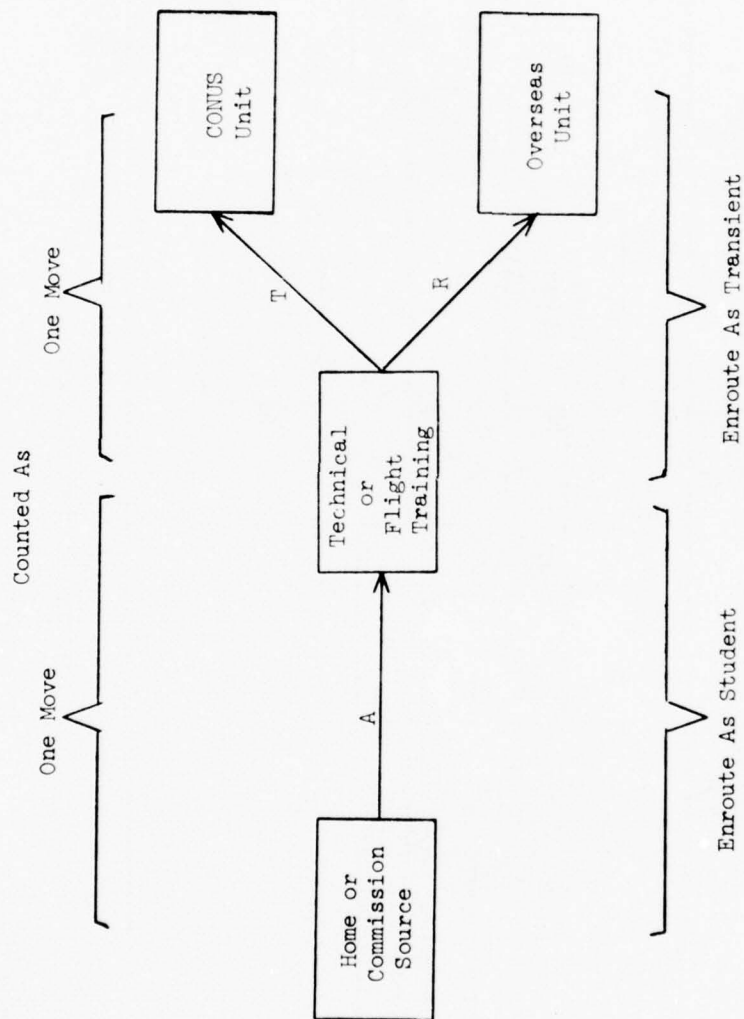 Counted As
One Move
One Move
Home or
Commission
Source
A
Technical
or
Flight
Training
T
R
CONUS
Unit
Overseas
Unit
Enroute As Student
Enroute As Transient